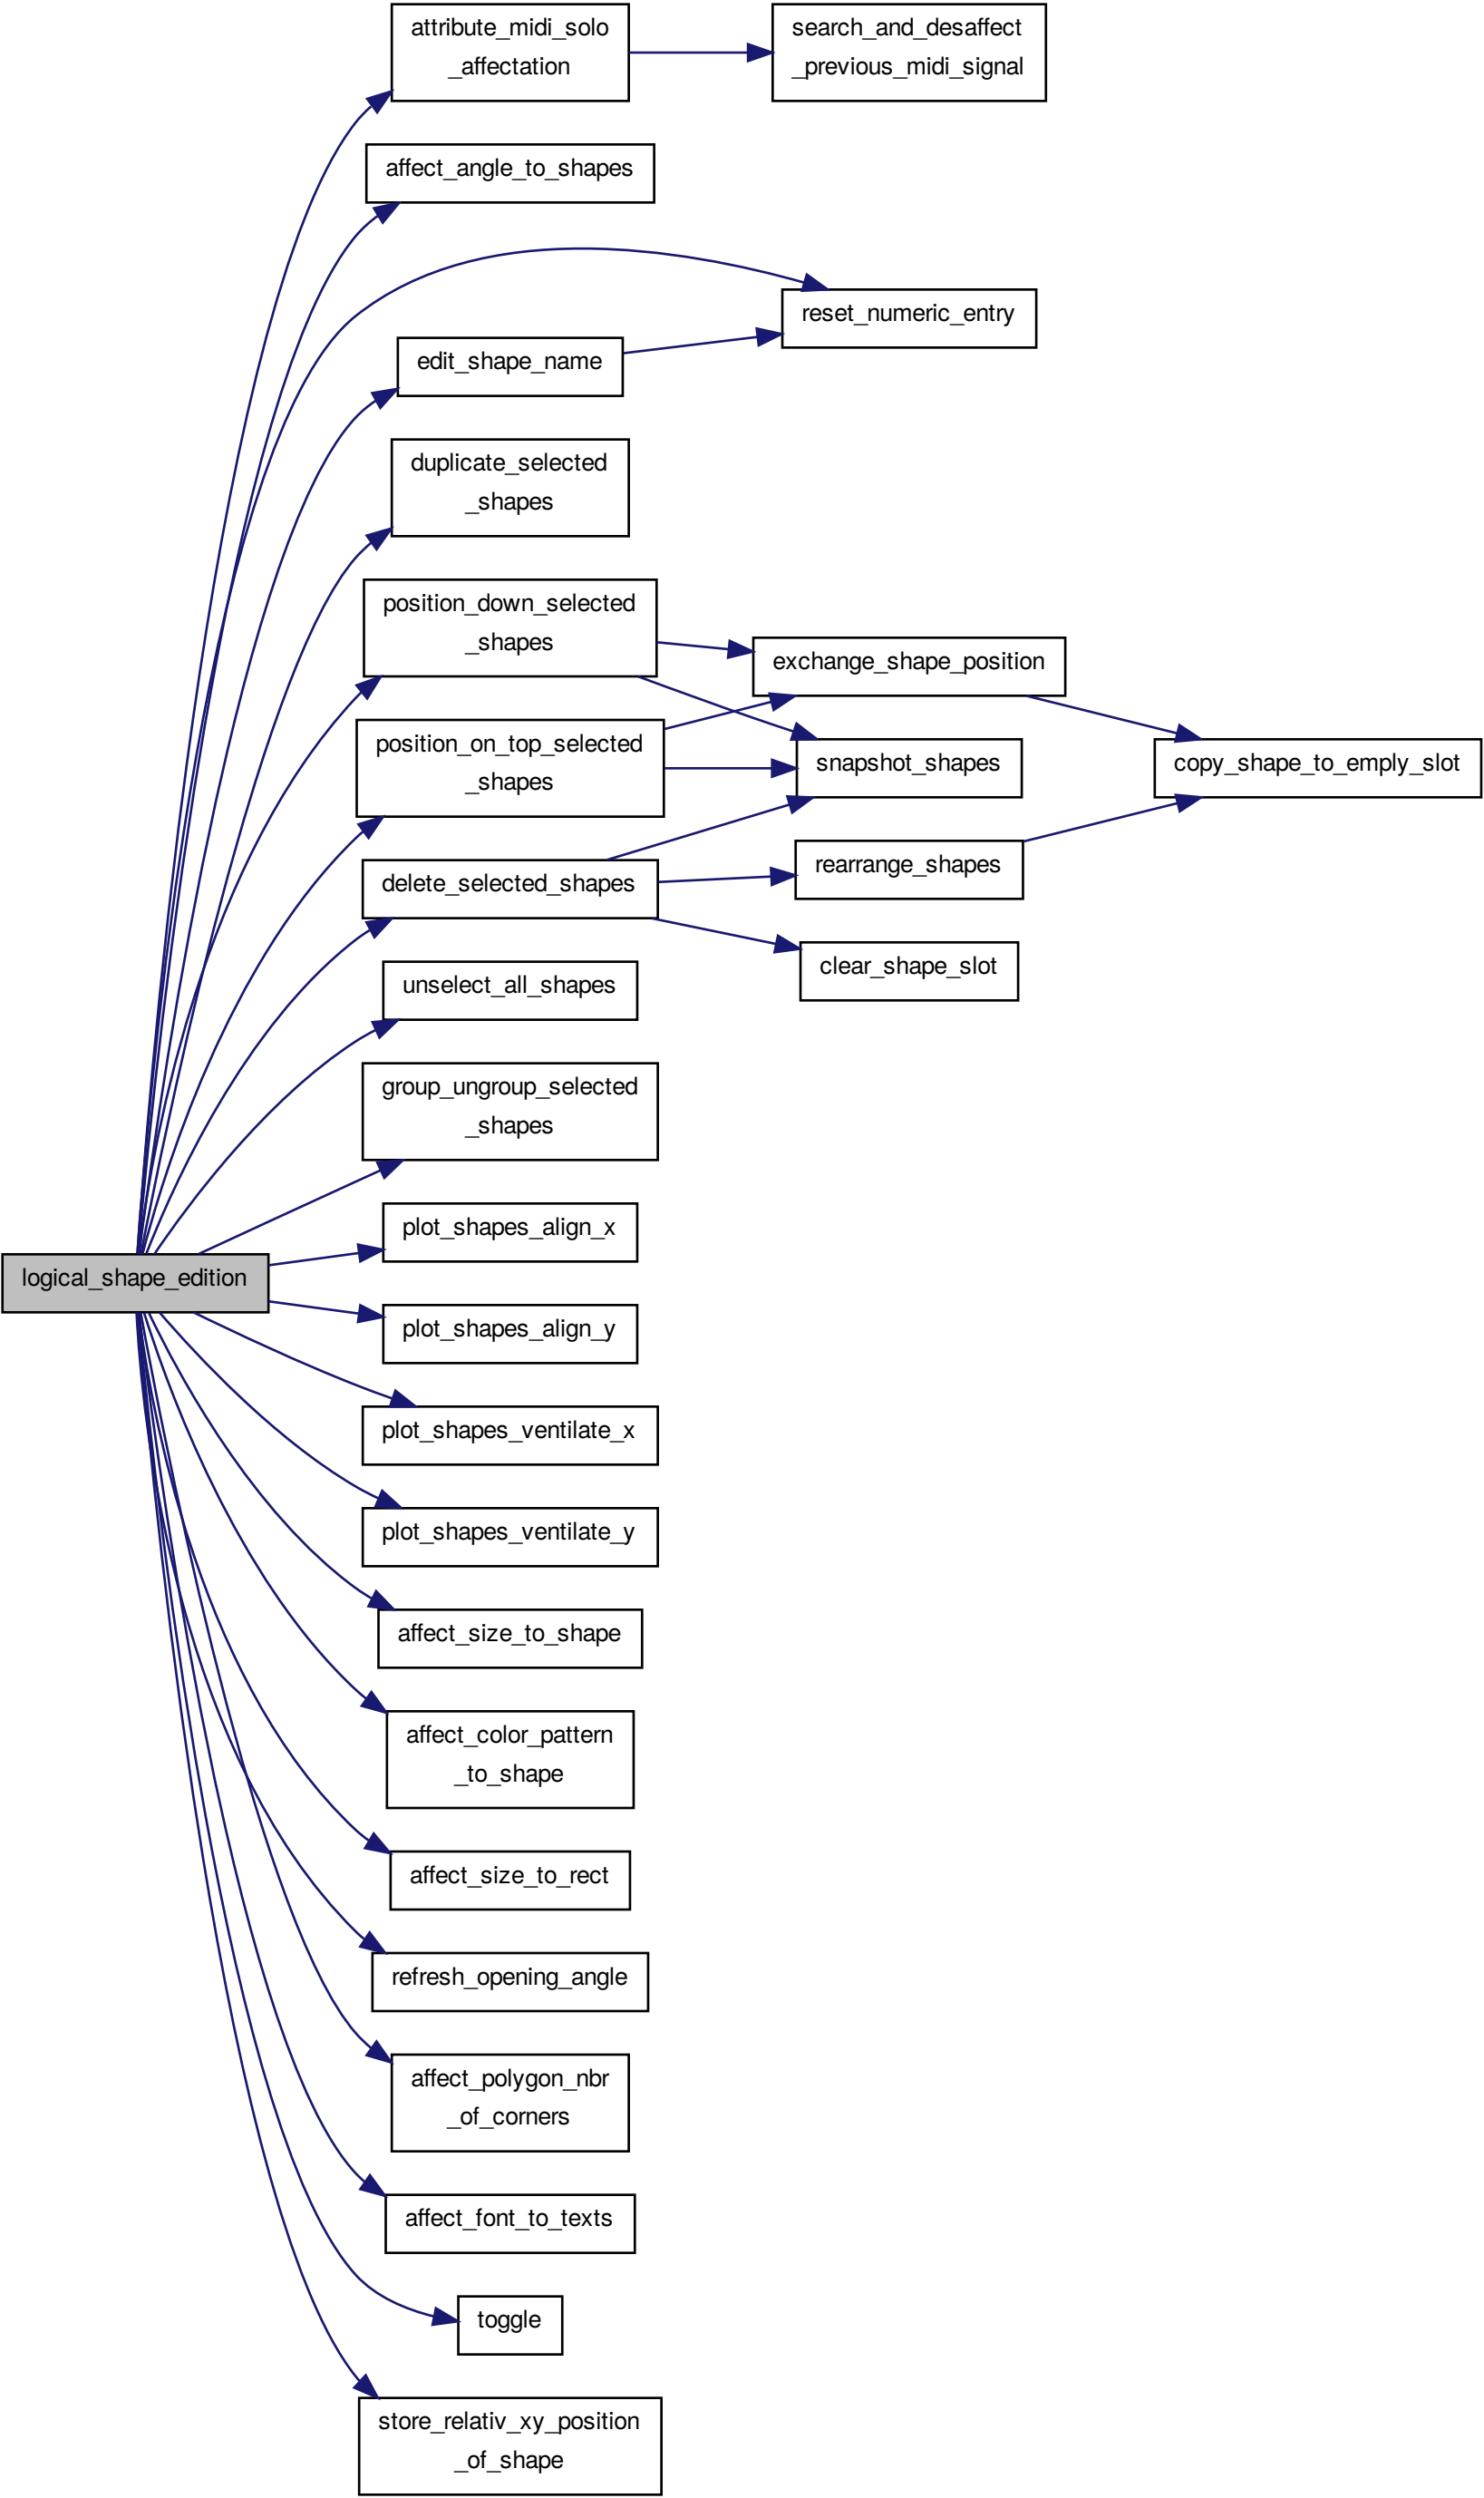 attribute_midi_solo
_affectation
search_and_desaffect
_previous_midi_signal
affect_angle_to_shapes
reset_numeric_entry
edit_shape_name
duplicate_selected
_shapes
position_down_selected
_shapes
exchange_shape_position
position_on_top_selected
_shapes
snapshot_shapes
copy_shape_to_emply_slot
delete_selected_shapes
rearrange_shapes
clear_shape_slot
unselect_all_shapes
group_ungroup_selected
_shapes
plot_shapes_align_x
logical_shape_edition
plot_shapes_align_y
plot_shapes_ventilate_x
plot_shapes_ventilate_y
affect_size_to_shape
affect_color_pattern
_to_shape
affect_size_to_rect
refresh_opening_angle
affect_polygon_nbr
_of_corners
affect_font_to_texts
toggle
store_relativ_xy_position
_of_shape